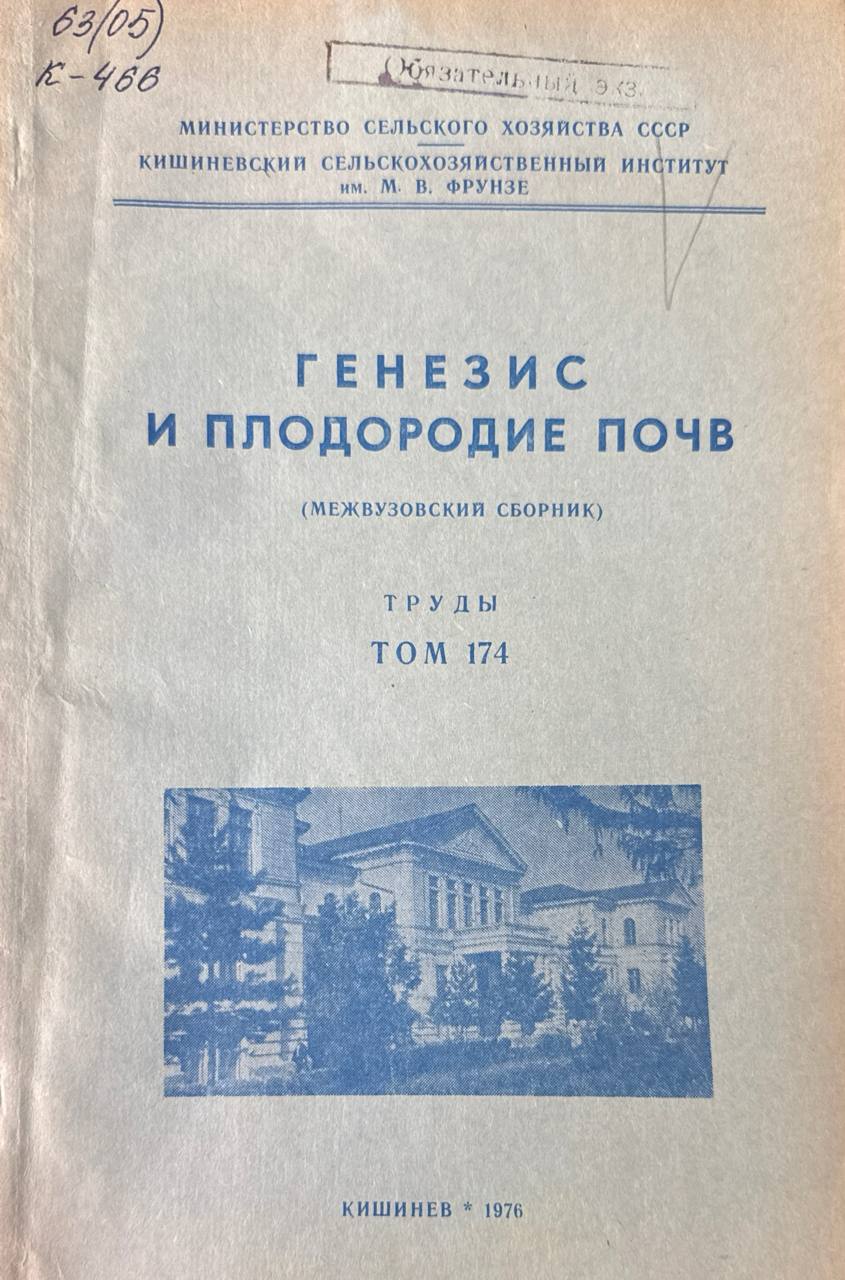 63/05)
К-466
Обязательный экз.
МИНИСТЕРСТВО СЕЛЬСКОГО ХОЗЯЙСТВА СССР
КИШИНЕВСКИЙ СЕЛЬСКОХОЗЯЙСТВЕННЫЙ ИНСТИТУТ
им. М. В. ФРУНЗЕ
ГЕНЕЗИС
И ПЛОДОРОДИЕ ПОЧВ
(МЕЖВУЗОВСКИЙ СБОРНИК)
ТРУДЫ
ТОМ 174
КИШИНЕВ * 1976